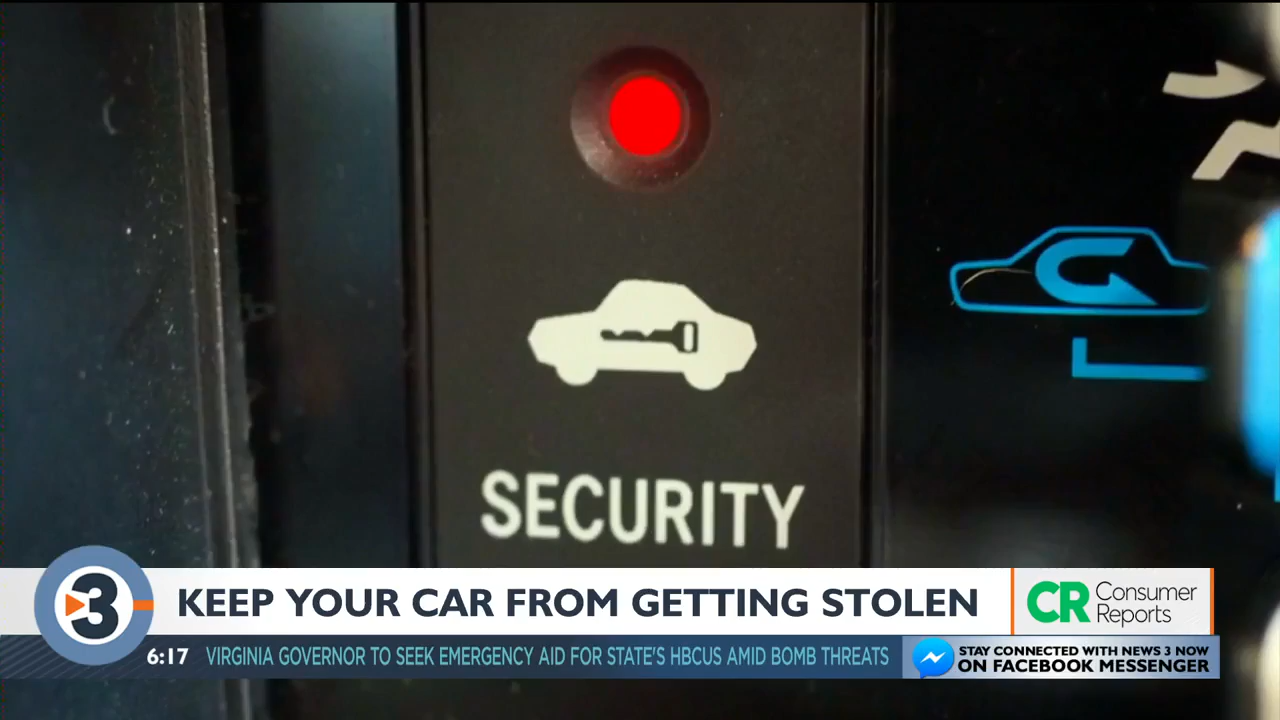 SECURITY
3
KEEP YOUR CAR FROM GETTING STOLEN
CR Consumer
Reports
6:17
VIRGINIA GOVERNOR TO SEEK EMERGENCY AID FOR STATE'S HBCUS AMID BOMB THREATS
STAY CONNECTED WITH NEWS 3 NOW
ON FACEBOOK MESSENGER